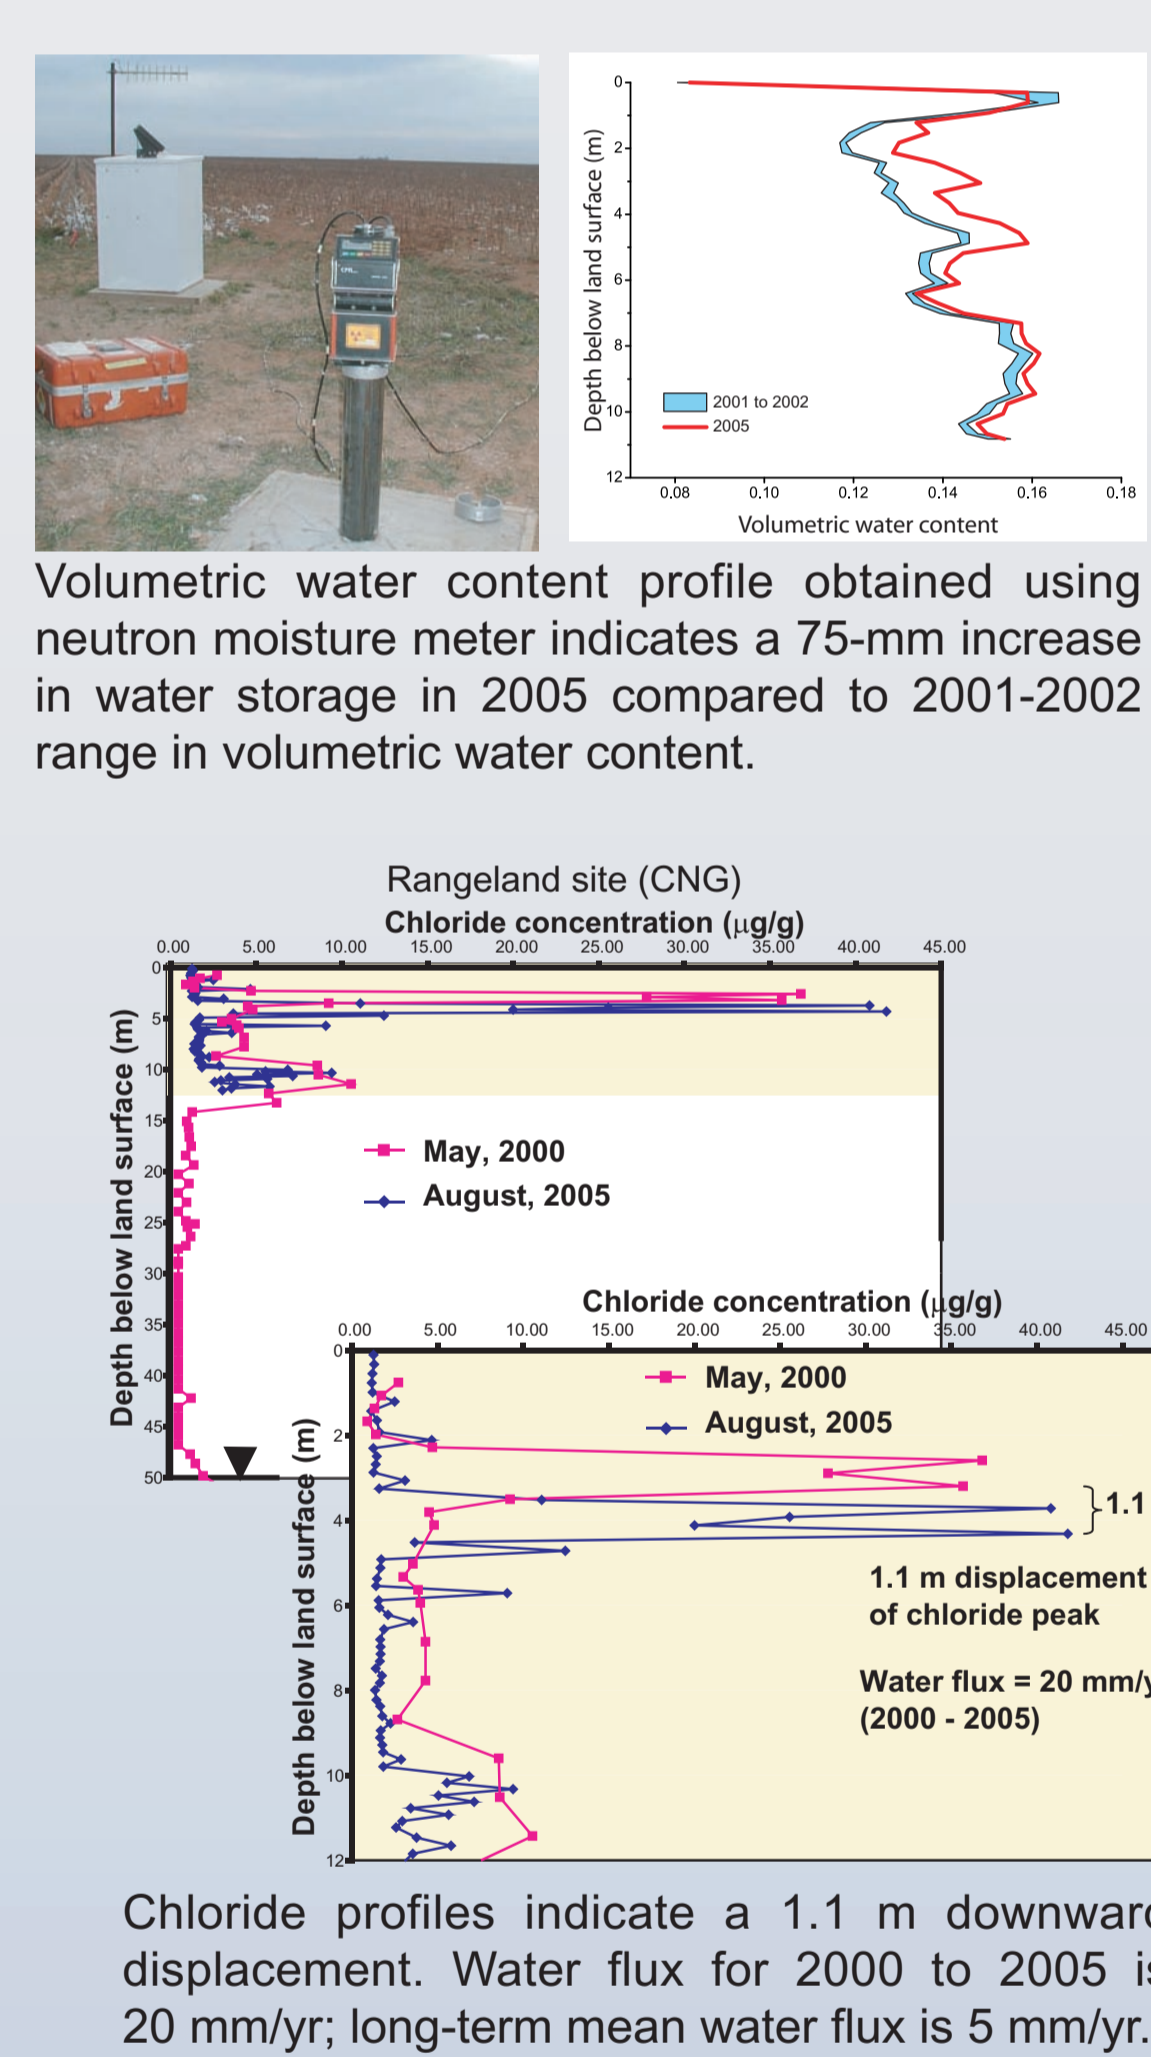 0
2
4
6
8
10
12
Depth below land surface (m)
2001 to 2002
2005
0.08 0.10 0.12 0.14 0.16 0.18
Volumetric water content
Volumetric water content profile obtained using
neutron moisture meter indicates a 75-mm increase
in water storage in 2005 compared to 2001-2002
range in volumetric water content.
Rangeland site (CNG)
Chloride concentration (μg/g)
0.00 5.00 10.00 15.00 20.00 25.00 30.00 35.00 40.00 45.00
0
5
10
15
20
25
30
35
40
45
50
Depth below land surface (m)
May, 2000
August, 2005
Chloride concentration (μg/g)
0.00 5.00 10.00 15.00 20.00 25.00 30.00 35.00 40.00 45.00
0
2
4
6
8
10
12
Depth below land surface (m)
May, 2000
August, 2005
1.1
1.1 m displacement
of chloride peak
Water flux = 20 mm/y
(2000 - 2005)
Chloride profiles indicate a 1.1 m downward
displacement. Water flux for 2000 to 2005 is
20 mm/yr; long-term mean water flux is 5 mm/yr.